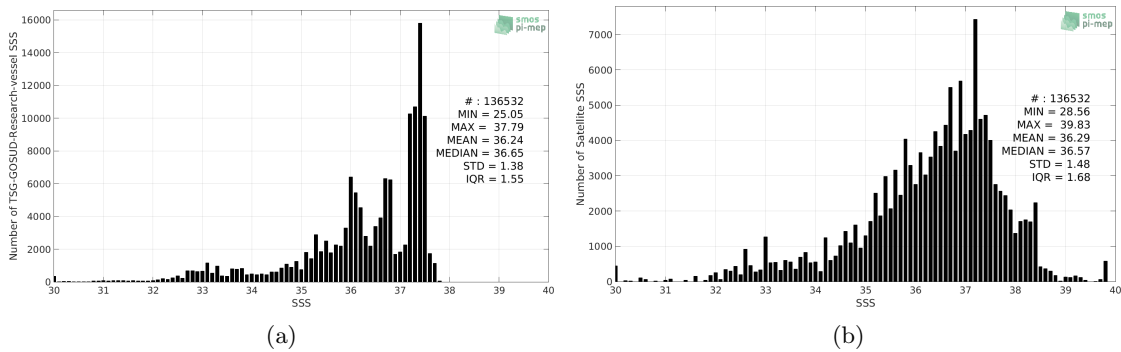 Number of TSG-GOSUD-Research-vessel SSS
16000
14000
12000
10000
8000
6000
4000
2000
0
smos
pi-mep
# : 136532
MIN = 25.05
MAX = 37.79
MEAN = 36.24
MEDIAN = 36.65
STD = 1.38
IQR = 1.55
30 31 32 33 34 35 36 37 38 39 40
SSS
(a)
Number of Satellite SSS
7000
6000
5000
4000
3000
2000
1000
0
smos
pi-mep
# : 136532
MIN = 28.56
MAX = 39.83
MEAN = 36.29
MEDIAN = 36.57
STD = 1.48
IQR = 1.68
30 31 32 33 34 35 36 37 38 39 40
SSS
(b)